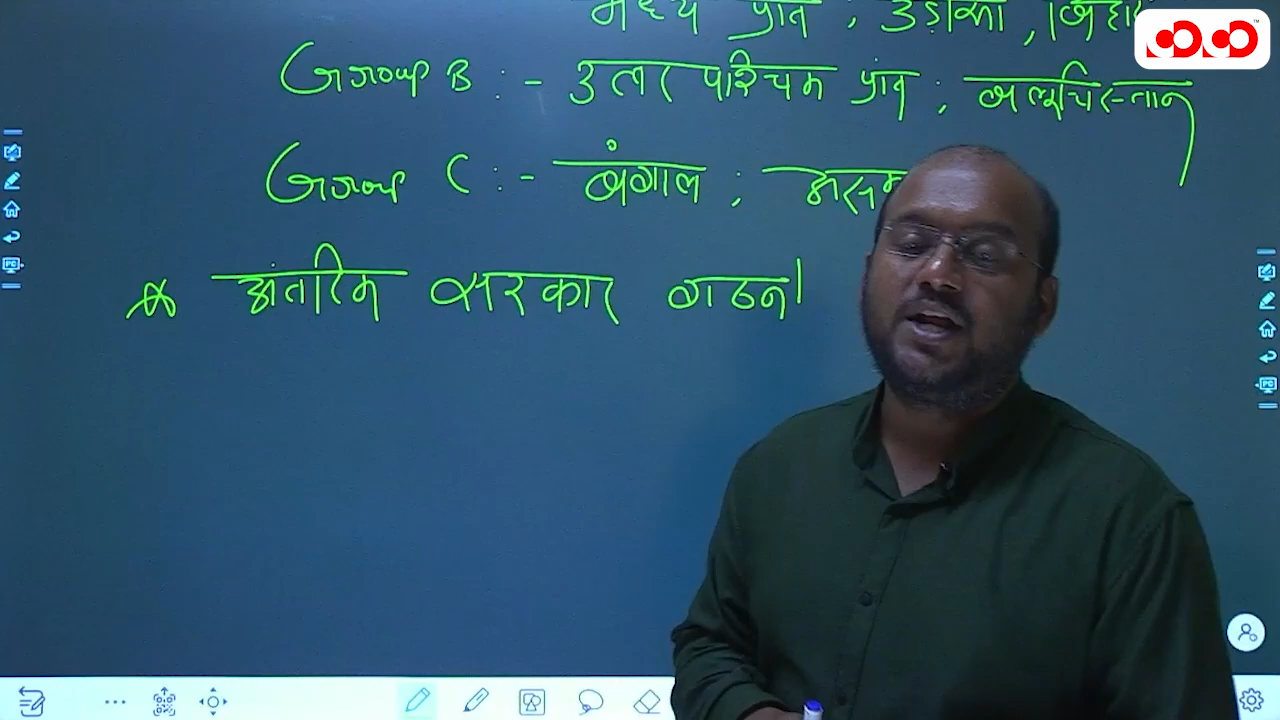 मध्य प्रांत ; उड़ीसा , बिहा
Group B :- उत्तर पश्चिम प्रांत ; बलूचिस्तान
Group C :- बंगाल ; असम
* अंतरिम सरकार गठन।